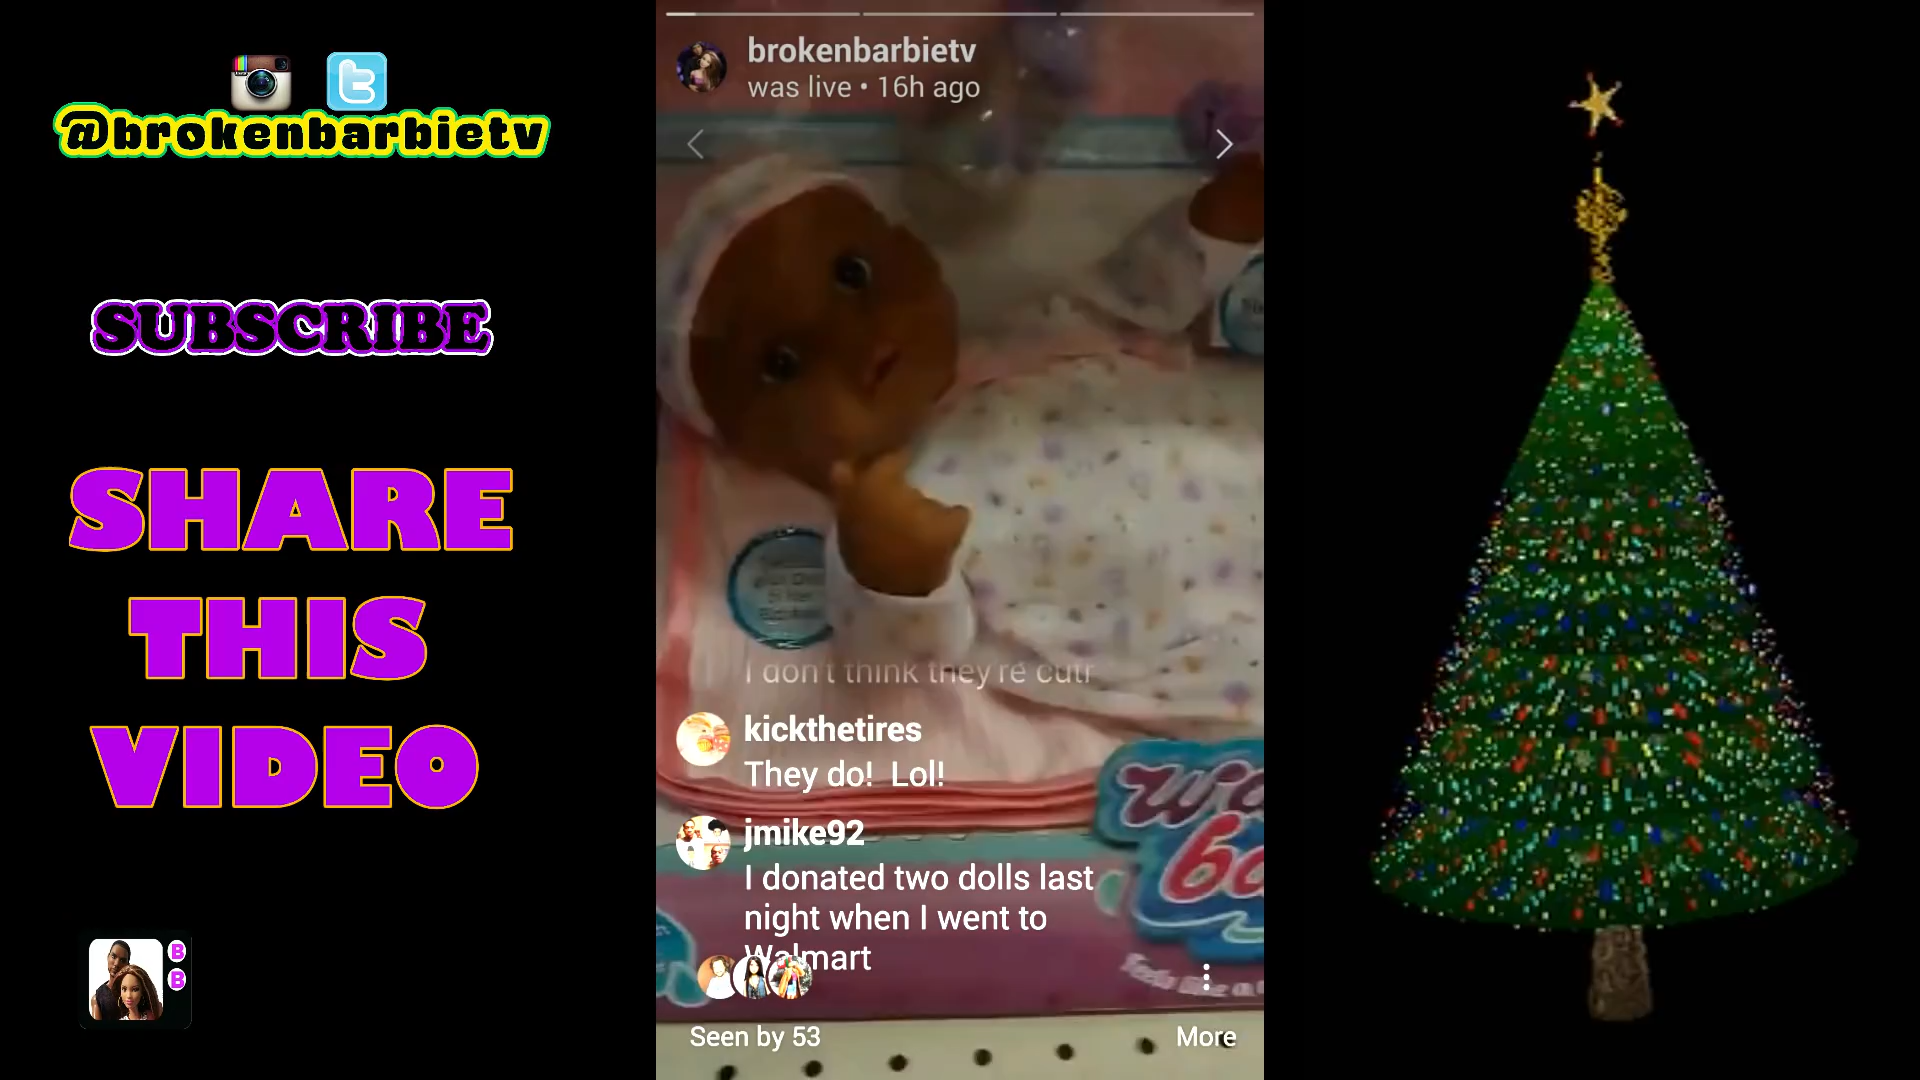 @brokenbarbietv
SUBSCRIBE
SHARE
THIS
VIDEO
B
B
brokenbarbietv
was live • 16h ago
I don't think they're cutr
kickthetires
They do! Lol!
jmike92
I donated two dolls last
night when I went to
Walmart
Seen by 53
More